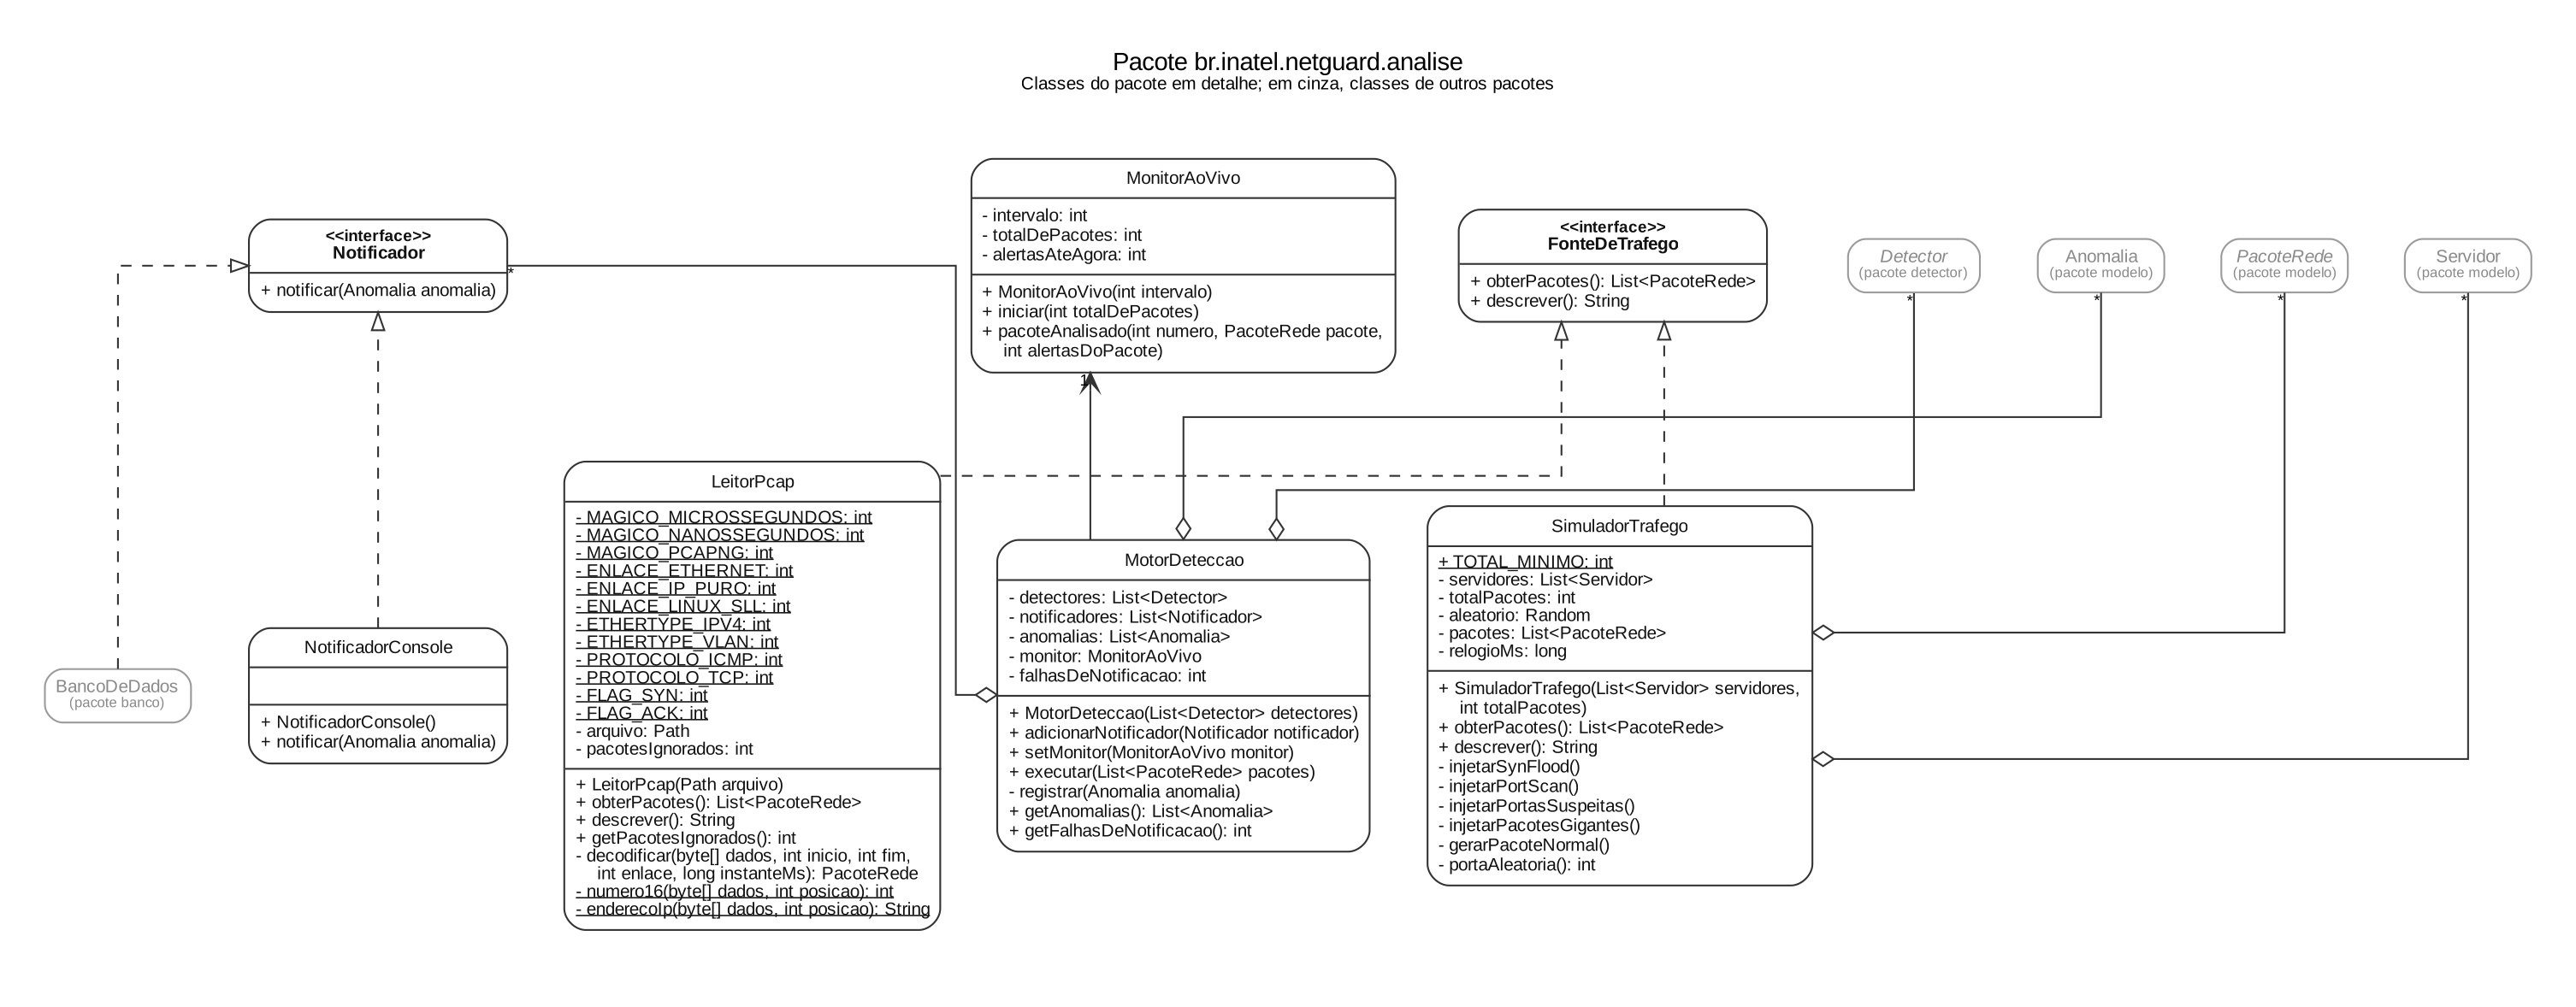 Pacote br.inatel.netguard.analise
Classes do pacote em detalhe; em cinza, classes de outros pacotes
MonitorAoVivo
- intervalo: int
- totalDePacotes: int
- alertasAteAgora: int
+ MonitorAoVivo(int intervalo)
+ iniciar(int totalDePacotes)
+ pacoteAnalisado(int numero, PacoteRede pacote,
int alertasDoPacote)
1
<<interface>>
Notificador
+ notificar(Anomalia anomalia)
*
<<interface>>
FonteDeTrafego
+ obterPacotes(): List<PacoteRede>
+ descrever(): String
Detector
(pacote detector)
*
Anomalia
(pacote modelo)
*
PacoteRede
(pacote modelo)
*
Servidor
(pacote modelo)
*
BancoDeDados
(pacote banco)
NotificadorConsole
+ NotificadorConsole()
+ notificar(Anomalia anomalia)
LeitorPcap
- MAGICO_MICROSSEGUNDOS: int
- MAGICO_NANOSSEGUNDOS: int
- MAGICO_PCAPNG: int
- ENLACE_ETHERNET: int
- ENLACE_IP_PURO: int
- ENLACE_LINUX_SLL: int
- ETHERTYPE_IPV4: int
- ETHERTYPE_VLAN: int
- PROTOCOLO_ICMP: int
- PROTOCOLO_TCP: int
- FLAG_SYN: int
- FLAG_ACK: int
- arquivo: Path
- pacotesIgnorados: int
+ LeitorPcap(Path arquivo)
+ obterPacotes(): List<PacoteRede>
+ descrever(): String
+ getPacotesIgnorados(): int
- decodificar(byte[] dados, int inicio, int fim,
int enlace, long instanteMs): PacoteRede
- numero16(byte[] dados, int posicao): int
- enderecoIp(byte[] dados, int posicao): String
MotorDeteccao
- detectores: List<Detector>
- notificadores: List<Notificador>
- anomalias: List<Anomalia>
- monitor: MonitorAoVivo
- falhasDeNotificacao: int
+ MotorDeteccao(List<Detector> detectores)
+ adicionarNotificador(Notificador notificador)
+ setMonitor(MonitorAoVivo monitor)
+ executar(List<PacoteRede> pacotes)
- registrar(Anomalia anomalia)
+ getAnomalias(): List<Anomalia>
+ getFalhasDeNotificacao(): int
SimuladorTrafego
+ TOTAL_MINIMO: int
- servidores: List<Servidor>
- totalPacotes: int
- aleatorio: Random
- pacotes: List<PacoteRede>
- relogioMs: long
+ SimuladorTrafego(List<Servidor> servidores,
int totalPacotes)
+ obterPacotes(): List<PacoteRede>
+ descrever(): String
- injetarSynFlood()
- injetarPortScan()
- injetarPortasSuspeitas()
- injetarPacotesGigantes()
- gerarPacoteNormal()
- portaAleatoria(): int